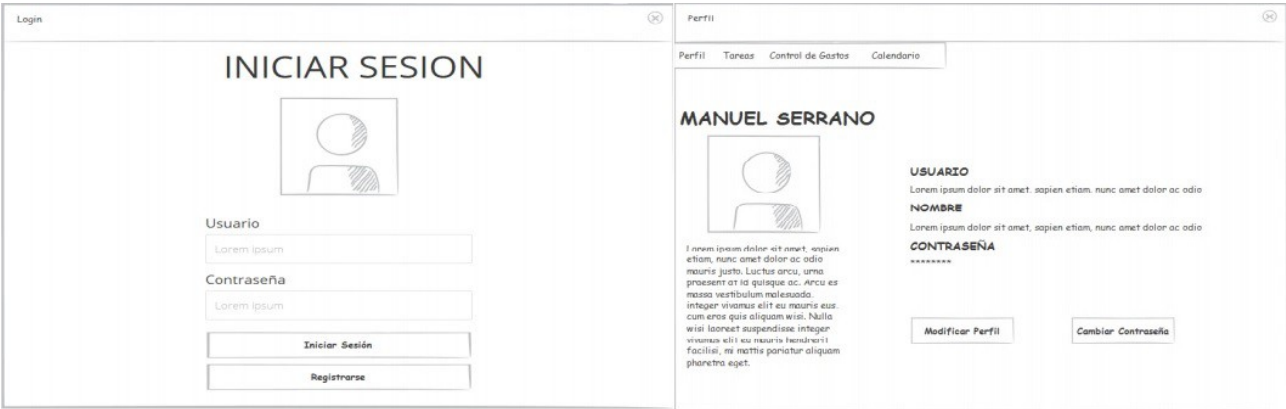 Login
INICIAR SESION
Usuario
Lorem Ipsum
Contraseña
Lorem Ipsum
Iniciar Sesión
Registrarse
Perfil
Perfil Tareas Control de Gastos Calendario
MANUEL SERRANO
Lorem ipsum dolor sit amet, sapien
etiam, nunc amet dolor ac odio
mauris justo. Luctus arcu, urna
praesent at id quisque ac. Arcu es
massa vestibulum malesuada,
integer vivamus elit eu mauris eus,
cum eros quis aliquam wisi. Nulla
wisi laoreet suspendisse integer
vivamus elit eu mauris hendrerit
facilisi, mi mattis pariatur aliquam
pharetra eget.
USUARIO
Lorem ipsum dolor sit amet, sapien etiam, nunc amet dolor ac odio
NOMBRE
Lorem ipsum dolor sit amet, sapien etiam, nunc amet dolor ac odio
CONTRASEÑA
********
Modificar Perfil
Cambiar Contraseña